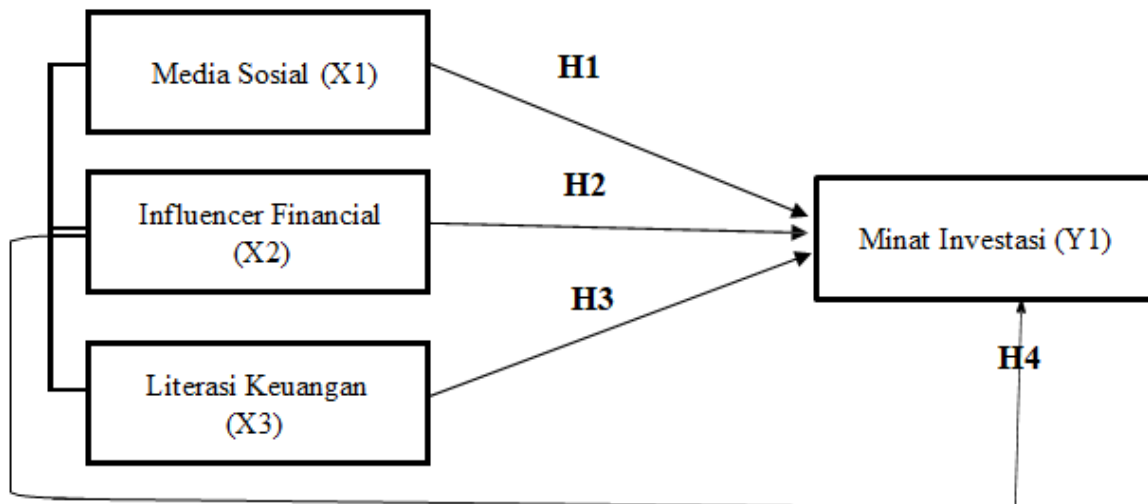 Media Sosial (X1)
H1
Influencer Financial
(X2)
H2
Minat Investasi (Y1)
H3
Literasi Keuangan
(X3)
H4